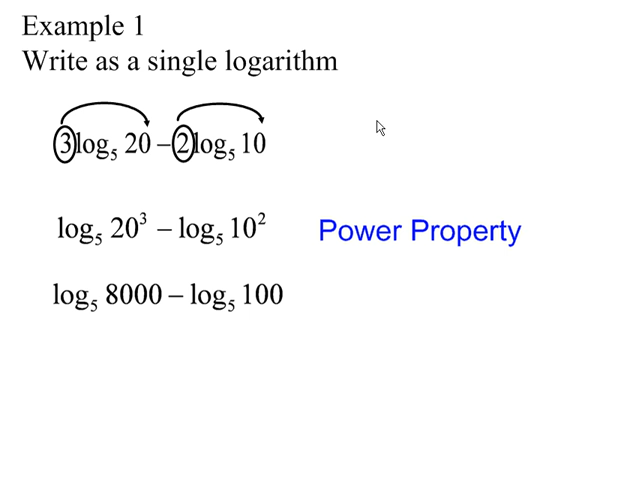 Example 1
Write as a single logarithm
3log₅ 20 – 2log₅ 10
log₅ 20³ – log₅ 10² Power Property
log₅ 8000 – log₅ 100